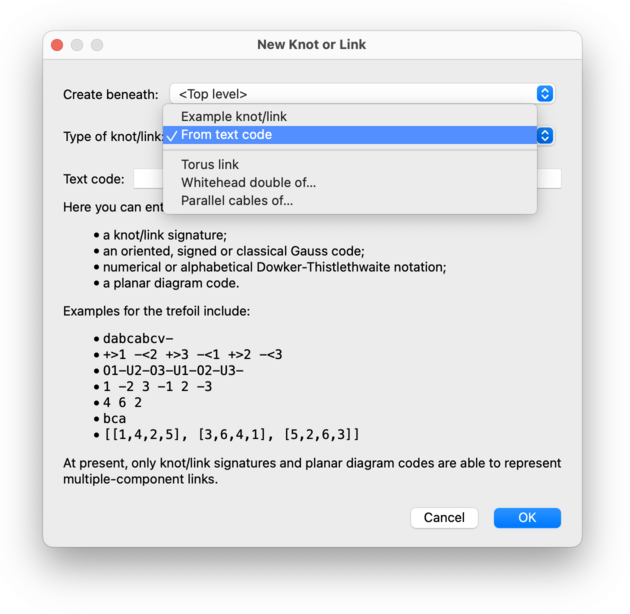 New Knot or Link
Create beneath: <Top level>
Example knot/link
Type of knot/link: ✓ From text code
Torus link
Text code:
Whitehead double of...
Parallel cables of...
Here you can
• a knot/link signature;
• an oriented, signed or classical Gauss code;
• numerical or alphabetical Dowker-Thistlethwaite notation;
• a planar diagram code.
Examples for the trefoil include:
• dabcabcv-
• +>1 -<2 +>3 -<1 +>2 -<3
• O1-U2-O3-U1-O2-U3-
• 1 -2 3 -1 2 -3
• 4 6 2
• bca
• [[1,4,2,5], [3,6,4,1], [5,2,6,3]]
At present, only knot/link signatures and planar diagram codes are able to represent
multiple-component links.
Cancel OK